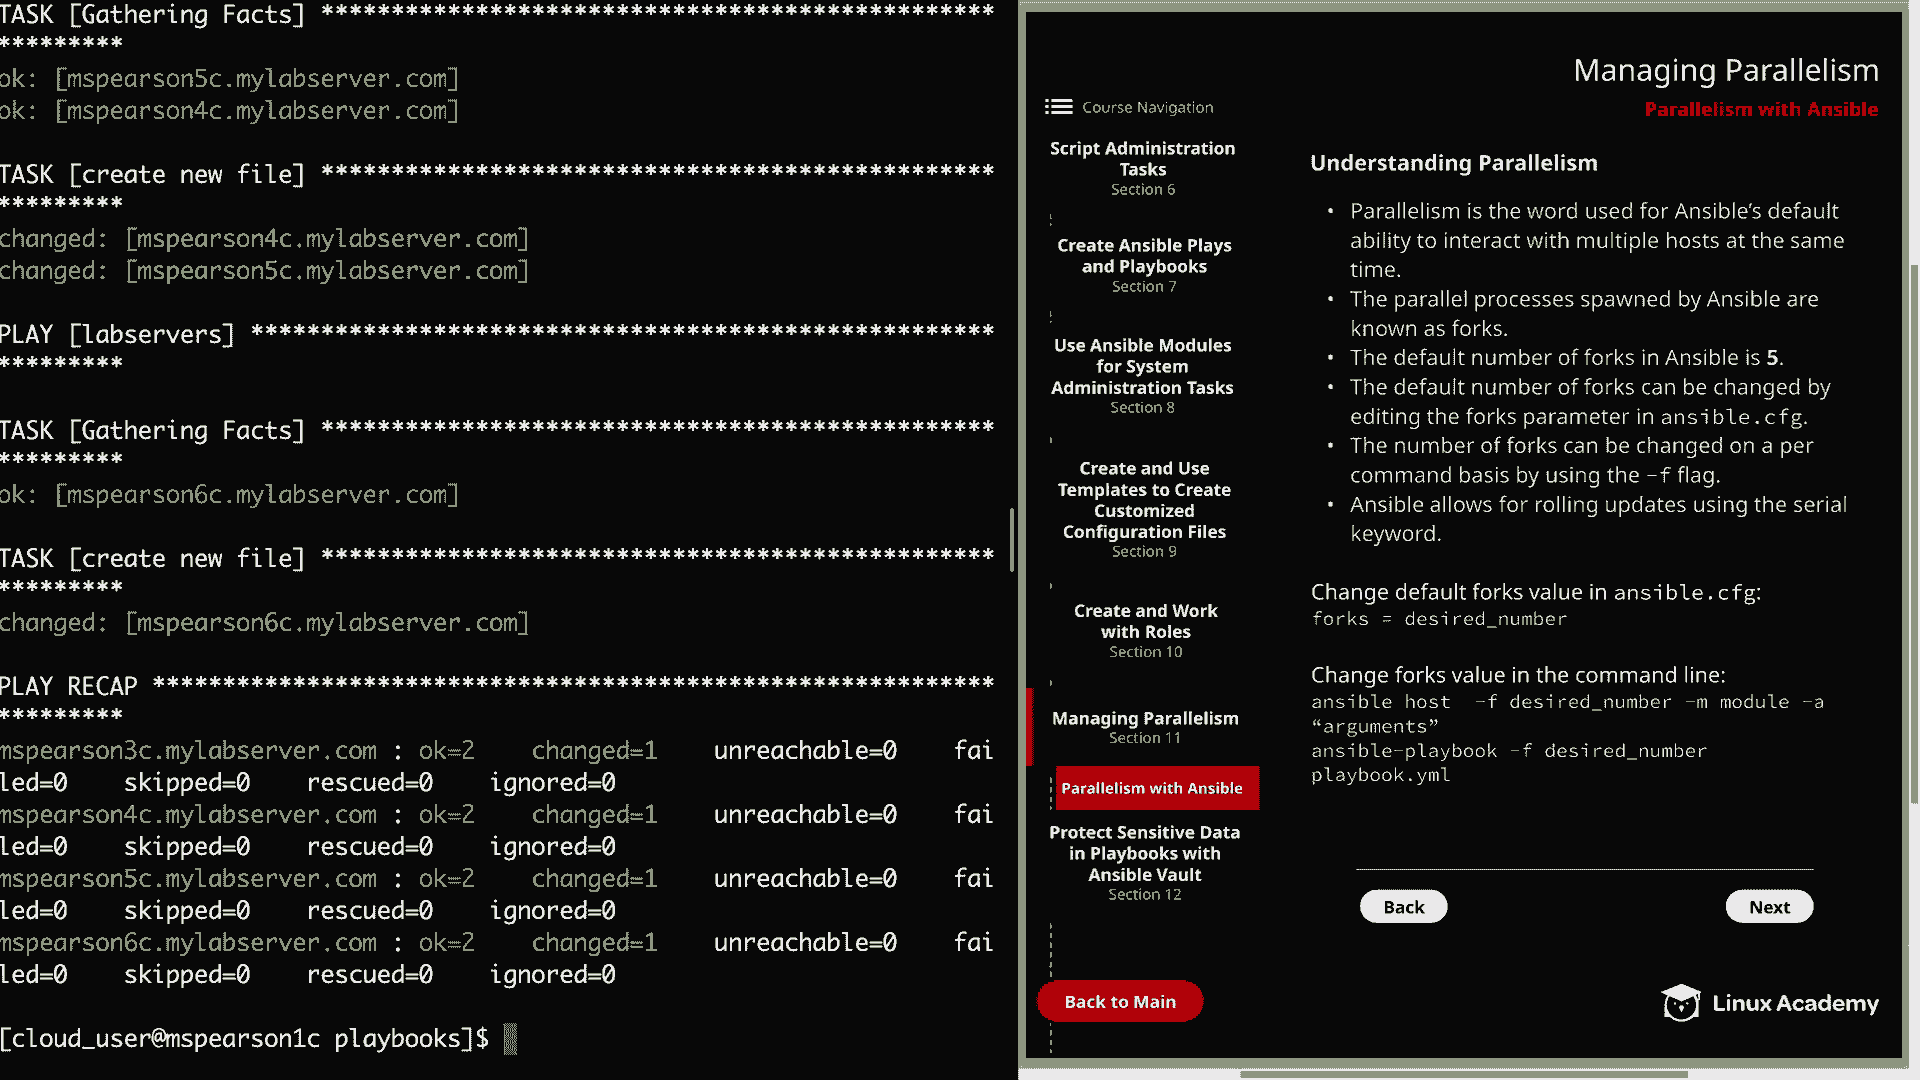 TASK [Gathering Facts] ************************************************
*********
ok: [mspearson5c.mylabserver.com]
ok: [mspearson4c.mylabserver.com]
TASK [create new file] ************************************************
*********
changed: [mspearson4c.mylabserver.com]
changed: [mspearson5c.mylabserver.com]
PLAY [labservers] *****************************************************
*********
TASK [Gathering Facts] ************************************************
*********
ok: [mspearson6c.mylabserver.com]
TASK [create new file] ************************************************
*********
changed: [mspearson6c.mylabserver.com]
PLAY RECAP ************************************************************
*********
mspearson3c.mylabserver.com : ok=2    changed=1    unreachable=0    fai
led=0    skipped=0    rescued=0    ignored=0
mspearson4c.mylabserver.com : ok=2    changed=1    unreachable=0    fai
led=0    skipped=0    rescued=0    ignored=0
mspearson5c.mylabserver.com : ok=2    changed=1    unreachable=0    fai
led=0    skipped=0    rescued=0    ignored=0
mspearson6c.mylabserver.com : ok=2    changed=1    unreachable=0    fai
led=0    skipped=0    rescued=0    ignored=0
[cloud_user@mspearson1c playbooks]$
Managing Parallelism
Parallelism with Ansible
Course Navigation
Script Administration
Tasks
Section 6
Create Ansible Plays
and Playbooks
Section 7
Use Ansible Modules
for System
Administration Tasks
Section 8
Create and Use
Templates to Create
Customized
Configuration Files
Section 9
Create and Work
with Roles
Section 10
Managing Parallelism
Section 11
Parallelism with Ansible
Protect Sensitive Data
in Playbooks with
Ansible Vault
Section 12
Back to Main
Understanding Parallelism
• Parallelism is the word used for Ansible's default
ability to interact with multiple hosts at the same
time.
• The parallel processes spawned by Ansible are
known as forks.
• The default number of forks in Ansible is 5.
• The default number of forks can be changed by
editing the forks parameter in ansible.cfg.
• The number of forks can be changed on a per
command basis by using the -f flag.
• Ansible allows for rolling updates using the serial
keyword.
Change default forks value in ansible.cfg:
forks = desired_number
Change forks value in the command line:
ansible host  -f desired_number -m module -a
“arguments”
ansible-playbook -f desired_number
playbook.yml
Back
Next
Linux Academy